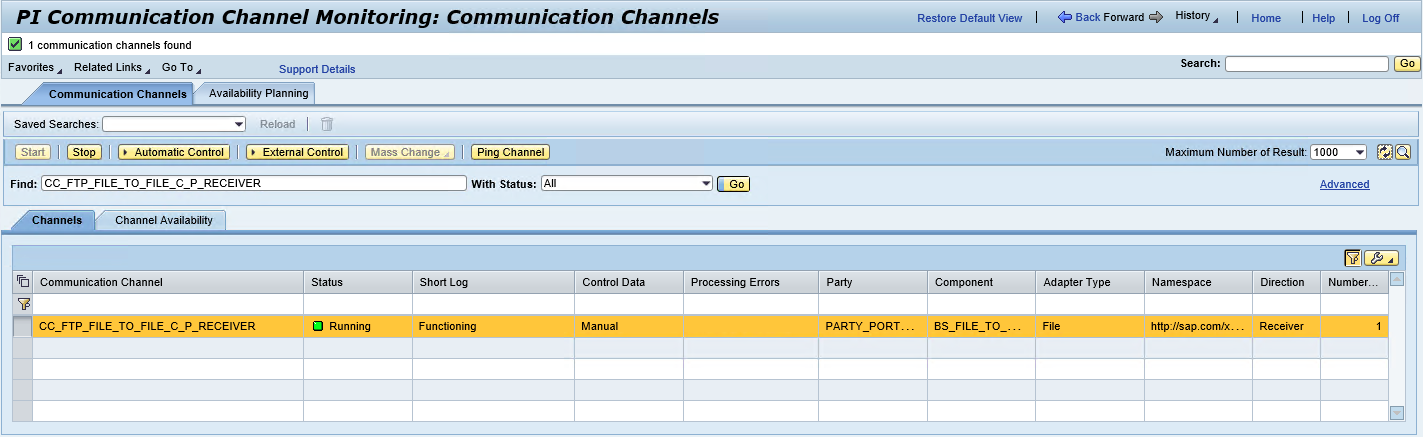 PI Communication Channel Monitoring: Communication Channels
Restore Default View Back Forward History Home Help Log Off
1 communication channels found
Favorites Related Links Go To Support Details Search: Go
Communication Channels Availability Planning
Saved Searches: Reload
Start Stop Automatic Control External Control Mass Change Ping Channel Maximum Number of Result: 1000
Find: CC_FTP_FILE_TO_FILE_C_P_RECEIVER With Status: All Go Advanced
Channels Channel Availability
Communication Channel Status Short Log Control Data Processing Errors Party Component Adapter Type Namespace Direction Number...
CC_FTP_FILE_TO_FILE_C_P_RECEIVER Running Functioning Manual PARTY_PORT... BS_FILE_TO_... File http://sap.com/x... Receiver 1